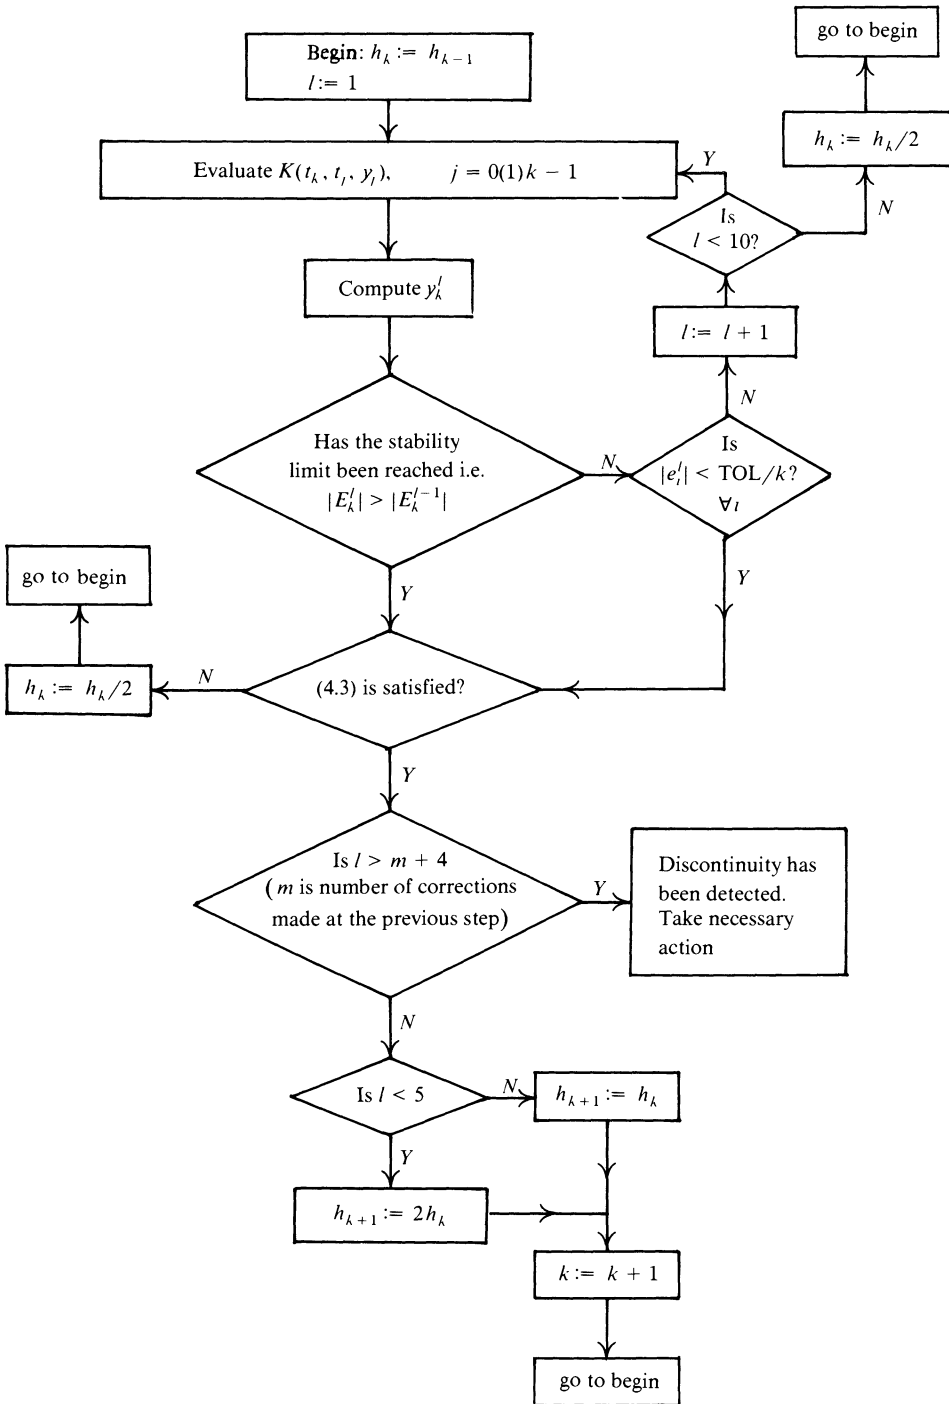 Begin: h_k := h_{k-1}
l := 1
Evaluate K(t_k, t_l, y_l), j = 0(1)k − 1
Compute y_k^l
Has the stability
limit been reached i.e.
|E_k^l| > |E_k^{l-1}|
N
Is
|e_i^l| < TOL/k?
∀ι
N
l := l + 1
Is
l < 10?
Y
N
h_k := h_k/2
go to begin
Y
Y
(4.3) is satisfied?
N
h_k := h_k/2
go to begin
Y
Is l > m + 4
(m is number of corrections
made at the previous step)
Y
Discontinuity has
been detected.
Take necessary
action
N
Is l < 5
N
h_{k+1} := h_k
Y
h_{k+1} := 2h_k
k := k + 1
go to begin